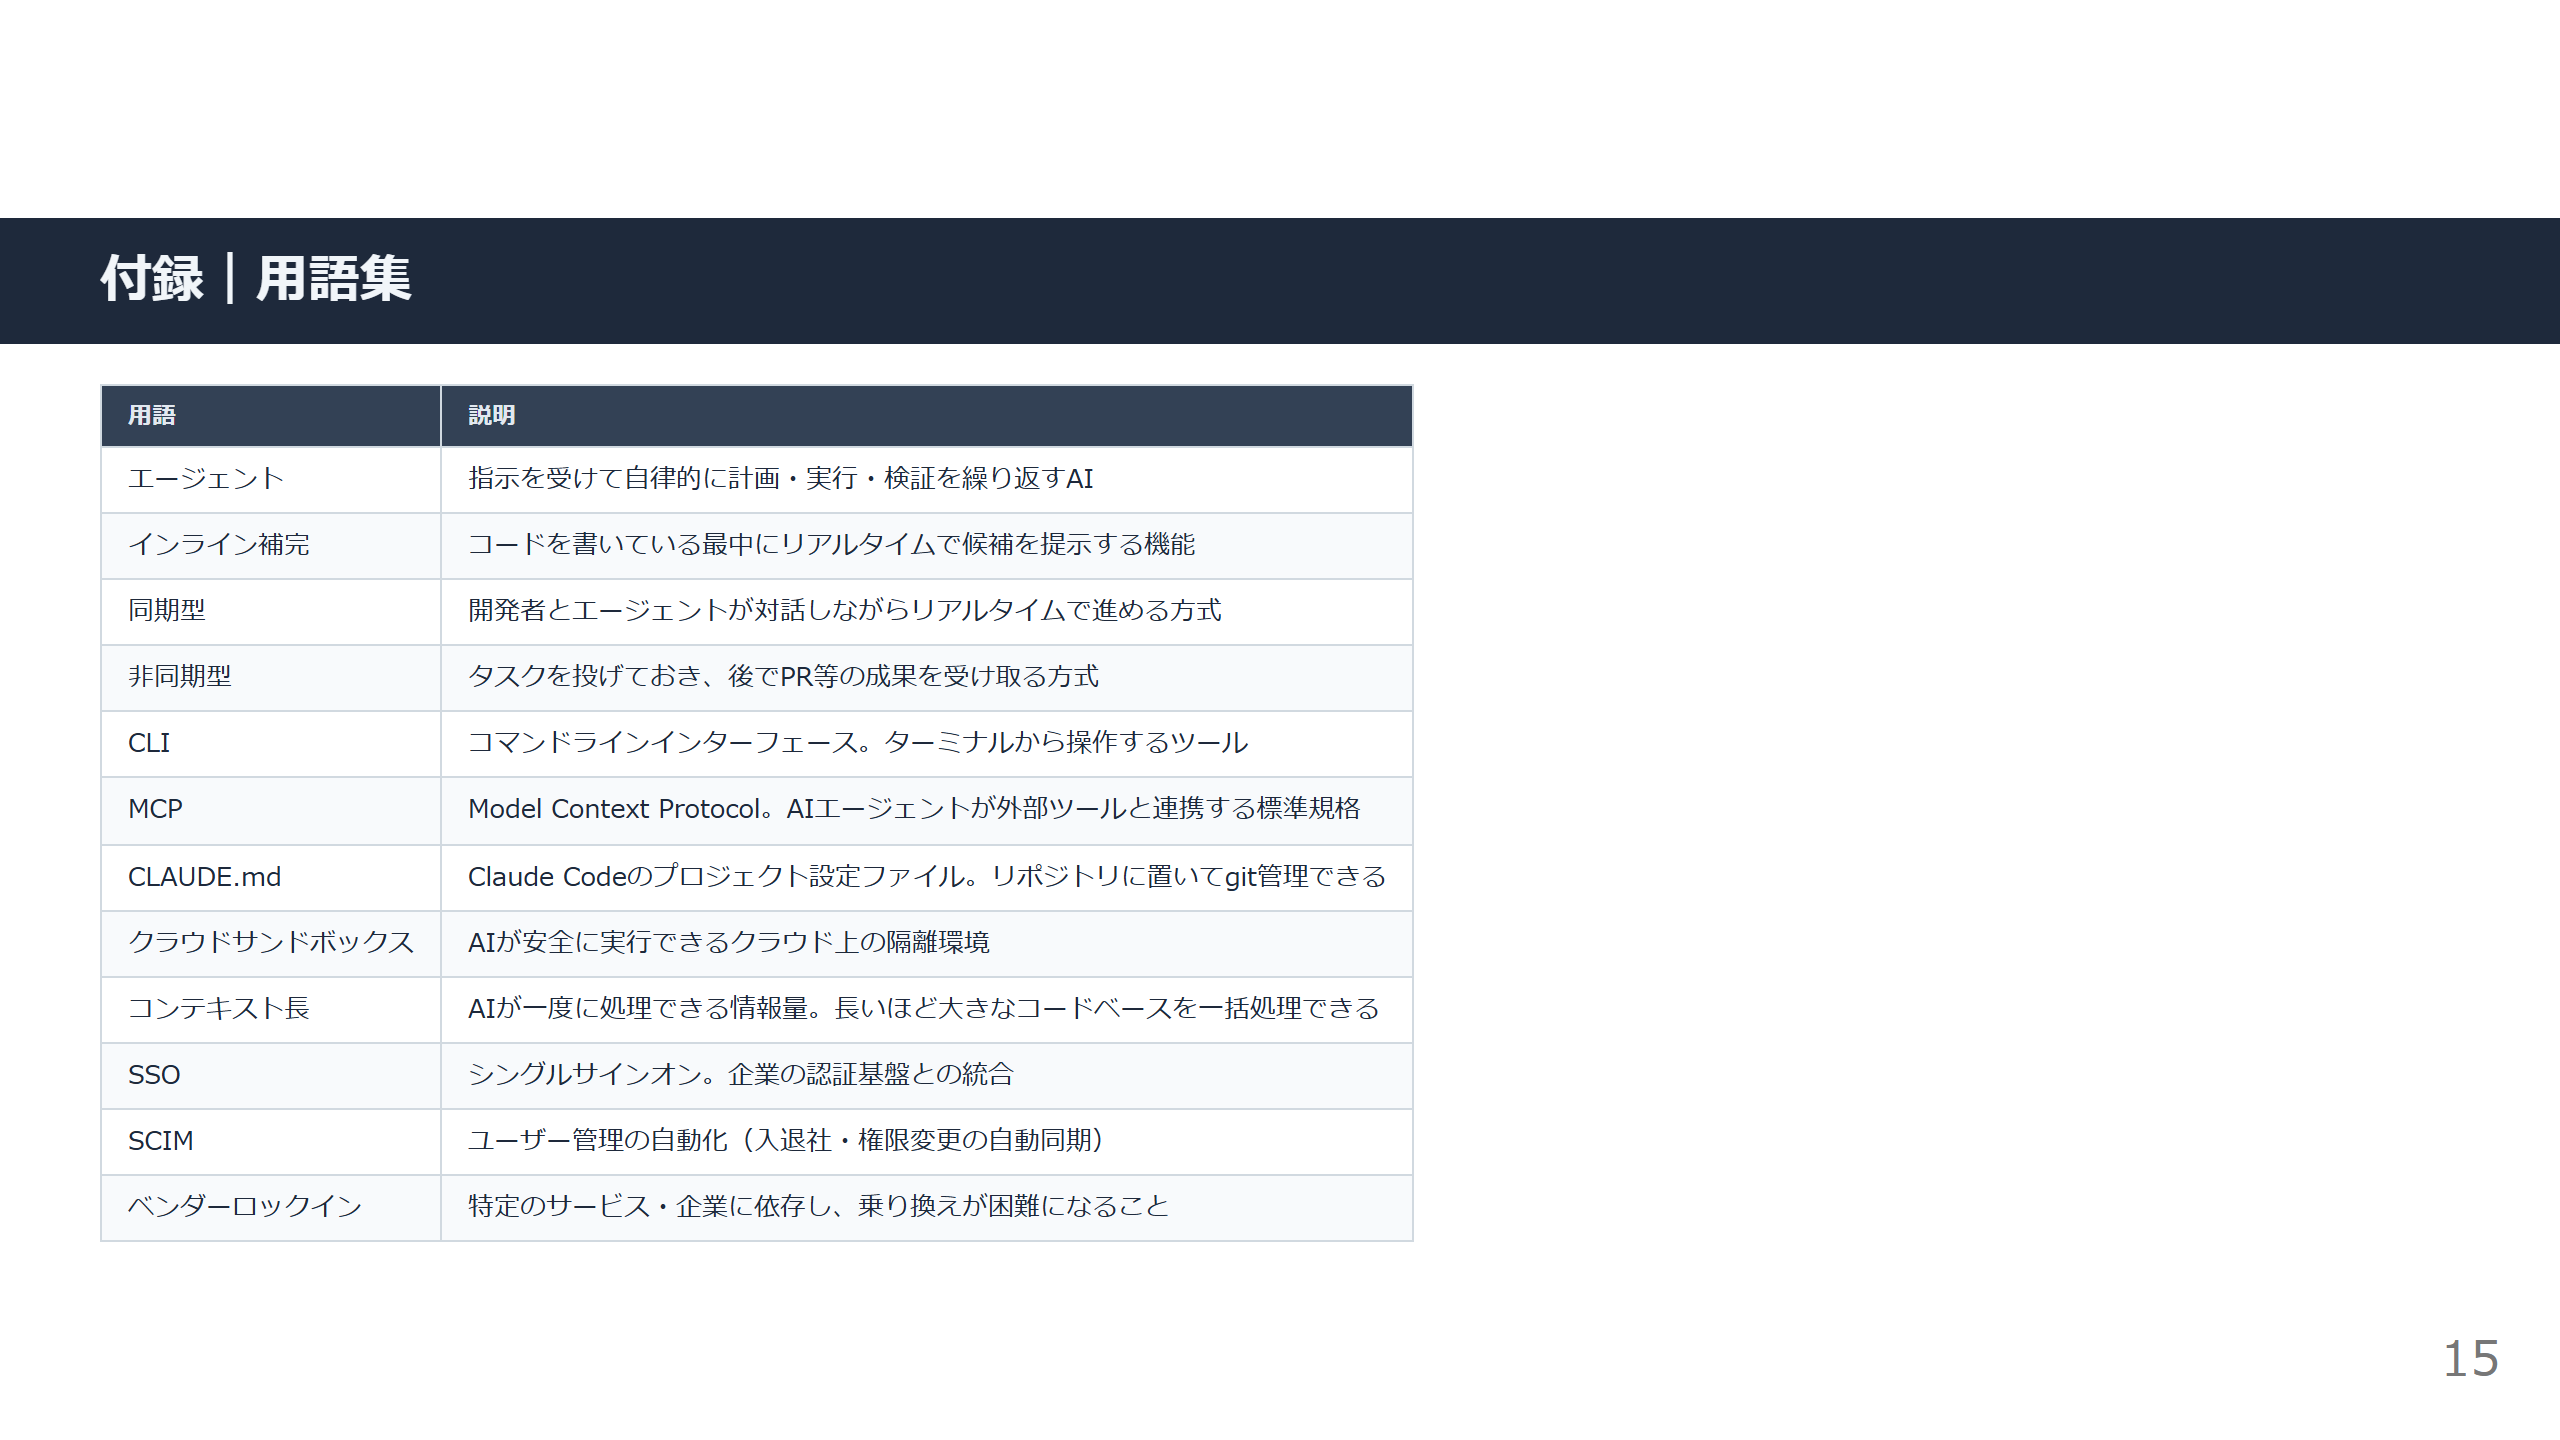 付録｜用語集
用語 説明
エージェント 指示を受けて自律的に計画・実行・検証を繰り返すAI
インライン補完 コードを書いている最中にリアルタイムで候補を提示する機能
同期型 開発者とエージェントが対話しながらリアルタイムで進める方式
非同期型 タスクを投げておき、後でPR等の成果を受け取る方式
CLI コマンドラインインターフェース。ターミナルから操作するツール
MCP Model Context Protocol。AIエージェントが外部ツールと連携する標準規格
CLAUDE.md Claude Codeのプロジェクト設定ファイル。リポジトリに置いてgit管理できる
クラウドサンドボックス AIが安全に実行できるクラウド上の隔離環境
コンテキスト長 AIが一度に処理できる情報量。長いほど大きなコードベースを一括処理できる
SSO シングルサインオン。企業の認証基盤との統合
SCIM ユーザー管理の自動化（入退社・権限変更の自動同期）
ベンダーロックイン 特定のサービス・企業に依存し、乗り換えが困難になること
15